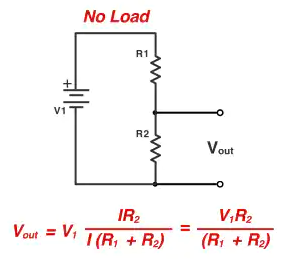 No Load
R1
+
V1
R2
Vout
Vout = V1 IR2 / I (R1 + R2) = V1R2 / (R1 + R2)